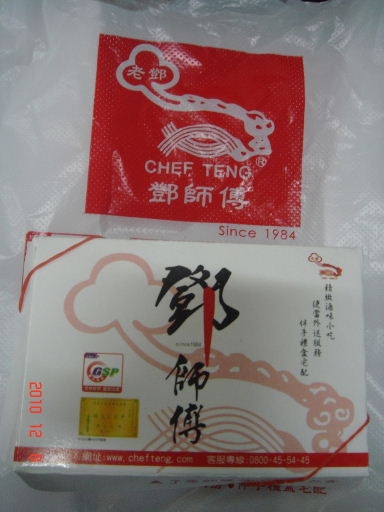 老鄧
CHEF TENG®
鄧師傅
Since 1984
鄧師傅
since1984
精緻滷味小吃
便當外送服務
伴手禮盒宅配
GSP
網址:www.chefteng.com 客服專線:0800-45-54-45
2010 12